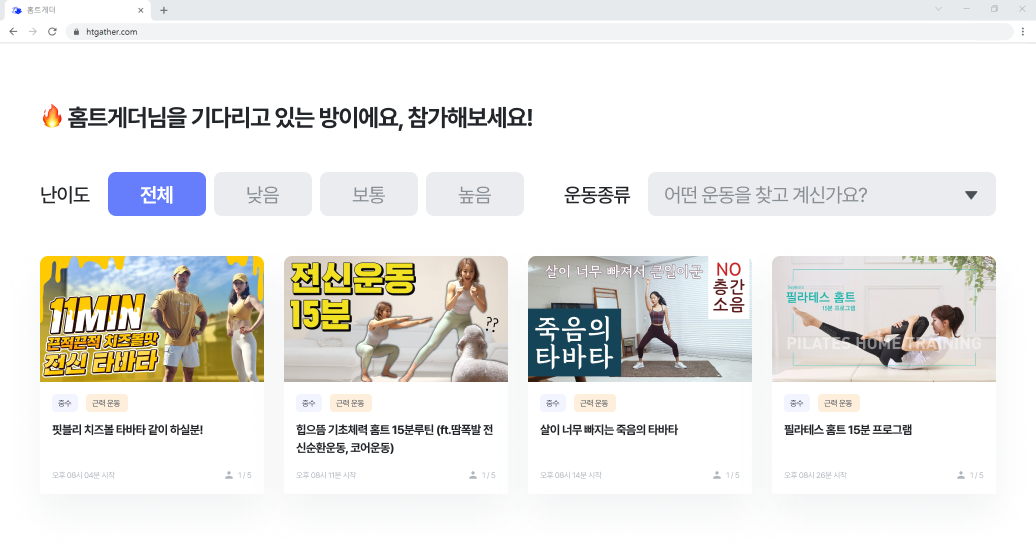 홈트게더
htgather.com
🔥 홈트게더님을 기다리고 있는 방이에요, 참가해보세요!
난이도 전체 낮음 보통 높음 운동종류 어떤 운동을 찾고 계신가요?
11MIN
끈적끈적 치즈볼맛
전신 타바타
중수 근력 운동
핏블리 치즈볼 타바타 같이 하실분!
오후 08시 04분 시작 1 / 5
전신운동
15분
??
중수 근력 운동
힙으뜸 기초체력 홈트 15분루틴 (ft.땀폭발 전
신순환운동, 코어운동)
오후 08시 11분 시작 1 / 5
살이 너무 빠져서 큰일이군
NO
층간
소음
죽음의
타바타
중수 근력 운동
살이 너무 빠지는 죽음의 타바타
오후 08시 14분 시작 1 / 5
필라테스 홈트
15분 프로그램
PILATES HOME TRAINING
중수 근력 운동
필라테스 홈트 15분 프로그램
오후 08시 26분 시작 1 / 5